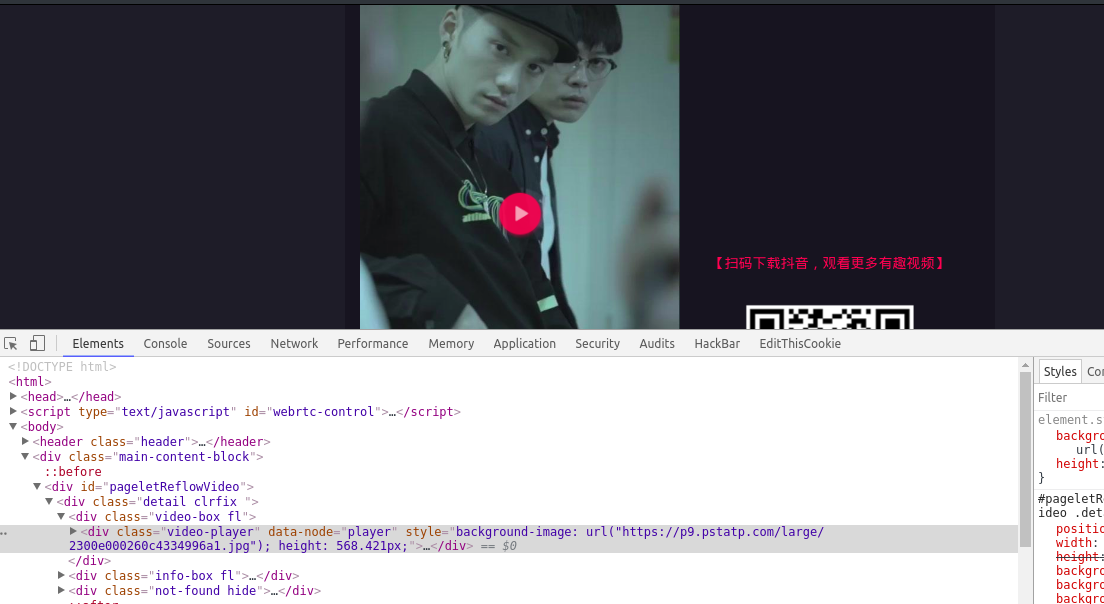 【扫码下载抖音，观看更多有趣视频】
Elements Console Sources Network Performance Memory Application Security Audits HackBar EditThisCookie
<!DOCTYPE html>
<html>
<head>…</head>
<script type="text/javascript" id="webrtc-control">…</script>
<body>
<header class="header">…</header>
<div class="main-content-block">
::before
<div id="pageletReflowVideo">
<div class="detail clrfix ">
<div class="video-box fl">
<div class="video-player" data-node="player" style="background-image: url("https://p9.pstatp.com/large/
2300e000260c4334996a1.jpg"); height: 568.421px;">…</div> == $0
</div>
<div class="info-box fl">…</div>
<div class="not-found hide">…</div>
::after
Styles Con
Filter
element.s
backgro
url(
height:
}
#pageletR
ideo .det
positio
width:
height:
backgro
backgro
backgro